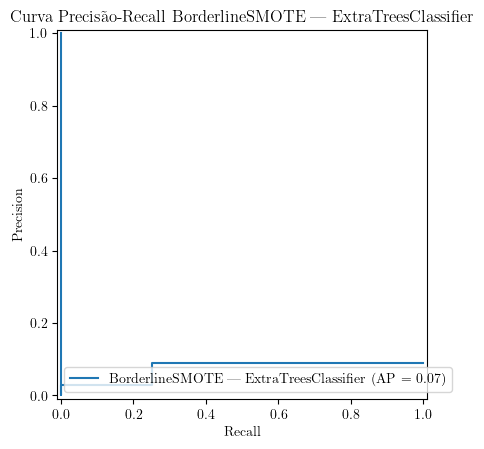 Curva Precisão-Recall BorderlineSMOTE — ExtraTreesClassifier
1.0
0.8
0.6
0.4
0.2
0.0
Precision
BorderlineSMOTE — ExtraTreesClassifier (AP = 0.07)
0.0 0.2 0.4 0.6 0.8 1.0
Recall